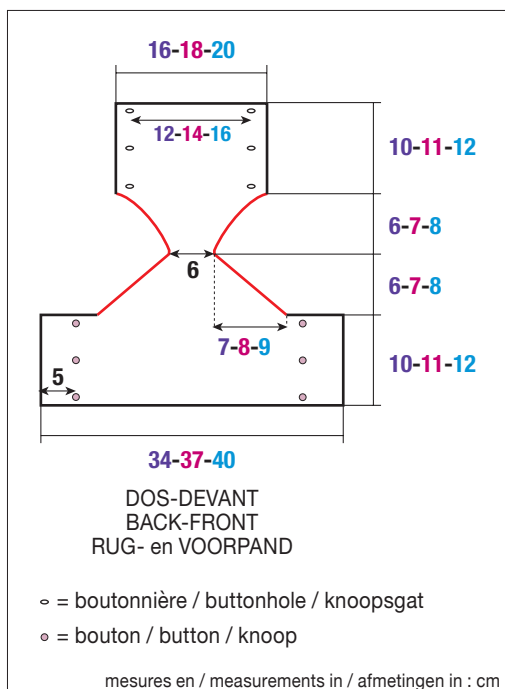 16-18-20
12-14-16
10-11-12
6-7-8
6
6-7-8
7-8-9
5
10-11-12
34-37-40
DOS-DEVANT
BACK-FRONT
RUG- en VOORPAND
= boutonnière / buttonhole / knoopsgat
= bouton / button / knoop
mesures en / measurements in / afmetingen in : cm